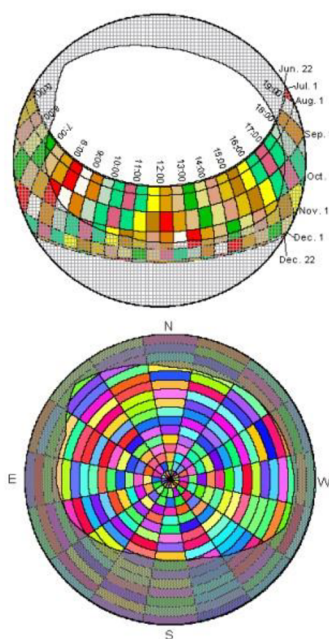 Jun. 22
Jul. 1
Aug. 1
Sep.
Oct.
Nov. 1
Dec. 1
Dec. 22
7:00
8:00
9:00
10:00
11:00
12:00
13:00
14:00
15:00
16:00
17:00
18:00
19:00
N
E
W
S